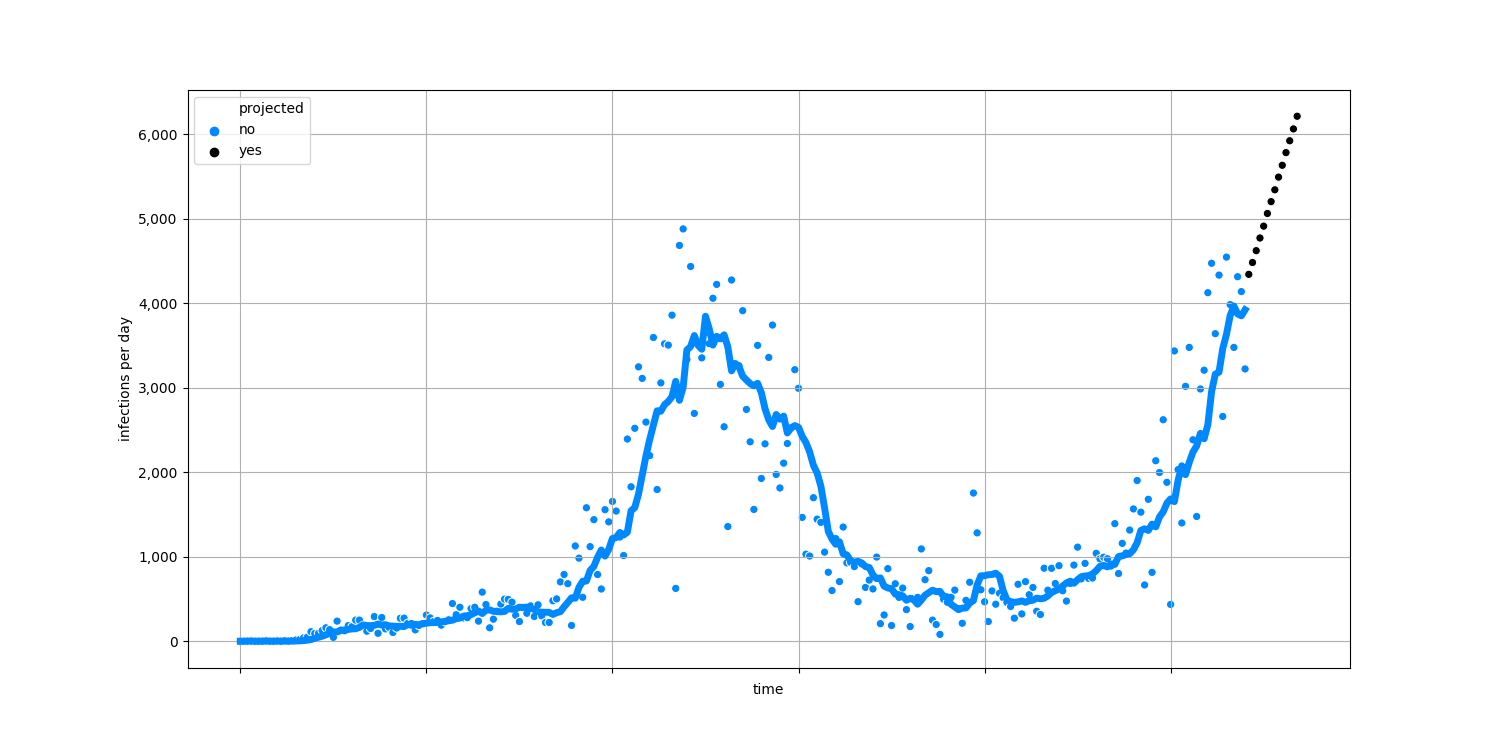 projected
no
yes
6,000
5,000
4,000
3,000
2,000
1,000
0
infections per day
time